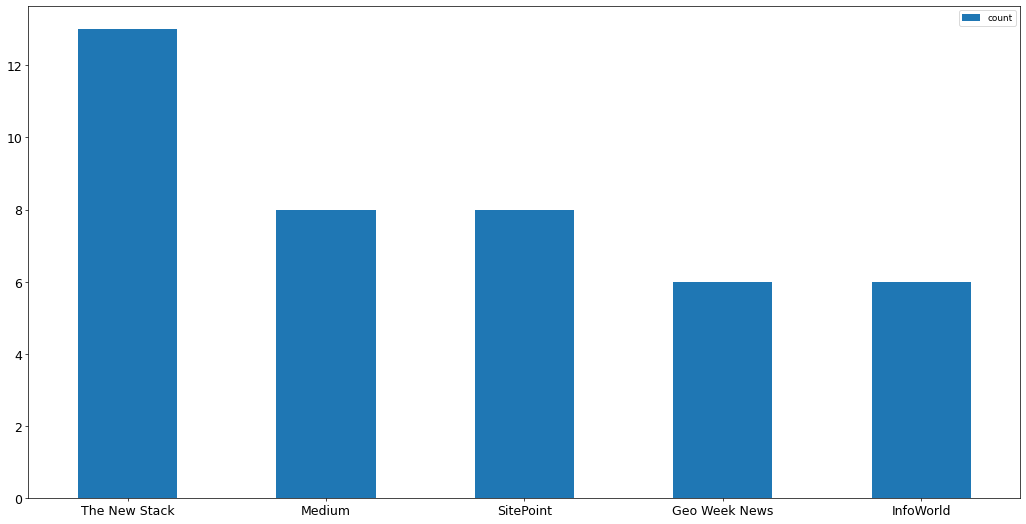 count
12
10
8
6
4
2
0
The New Stack
Medium
SitePoint
Geo Week News
InfoWorld